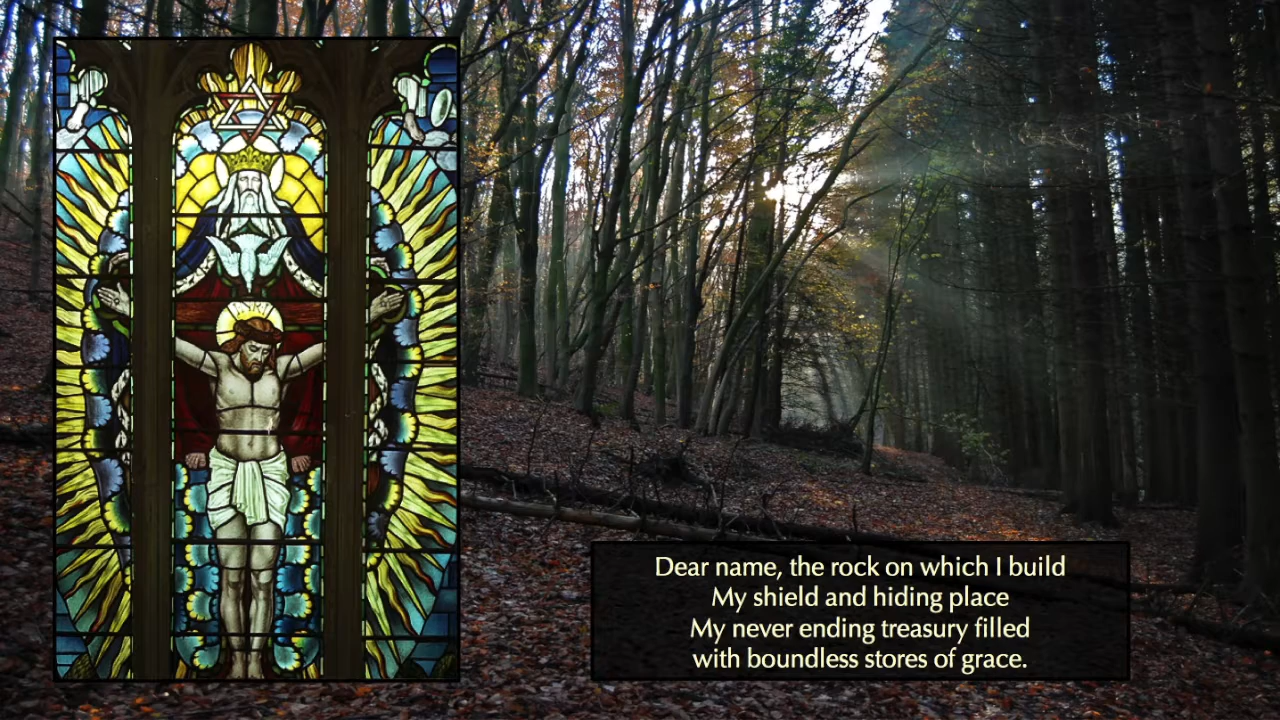 Dear name, the rock on which I build
My shield and hiding place
My never ending treasury filled
with boundless stores of grace.